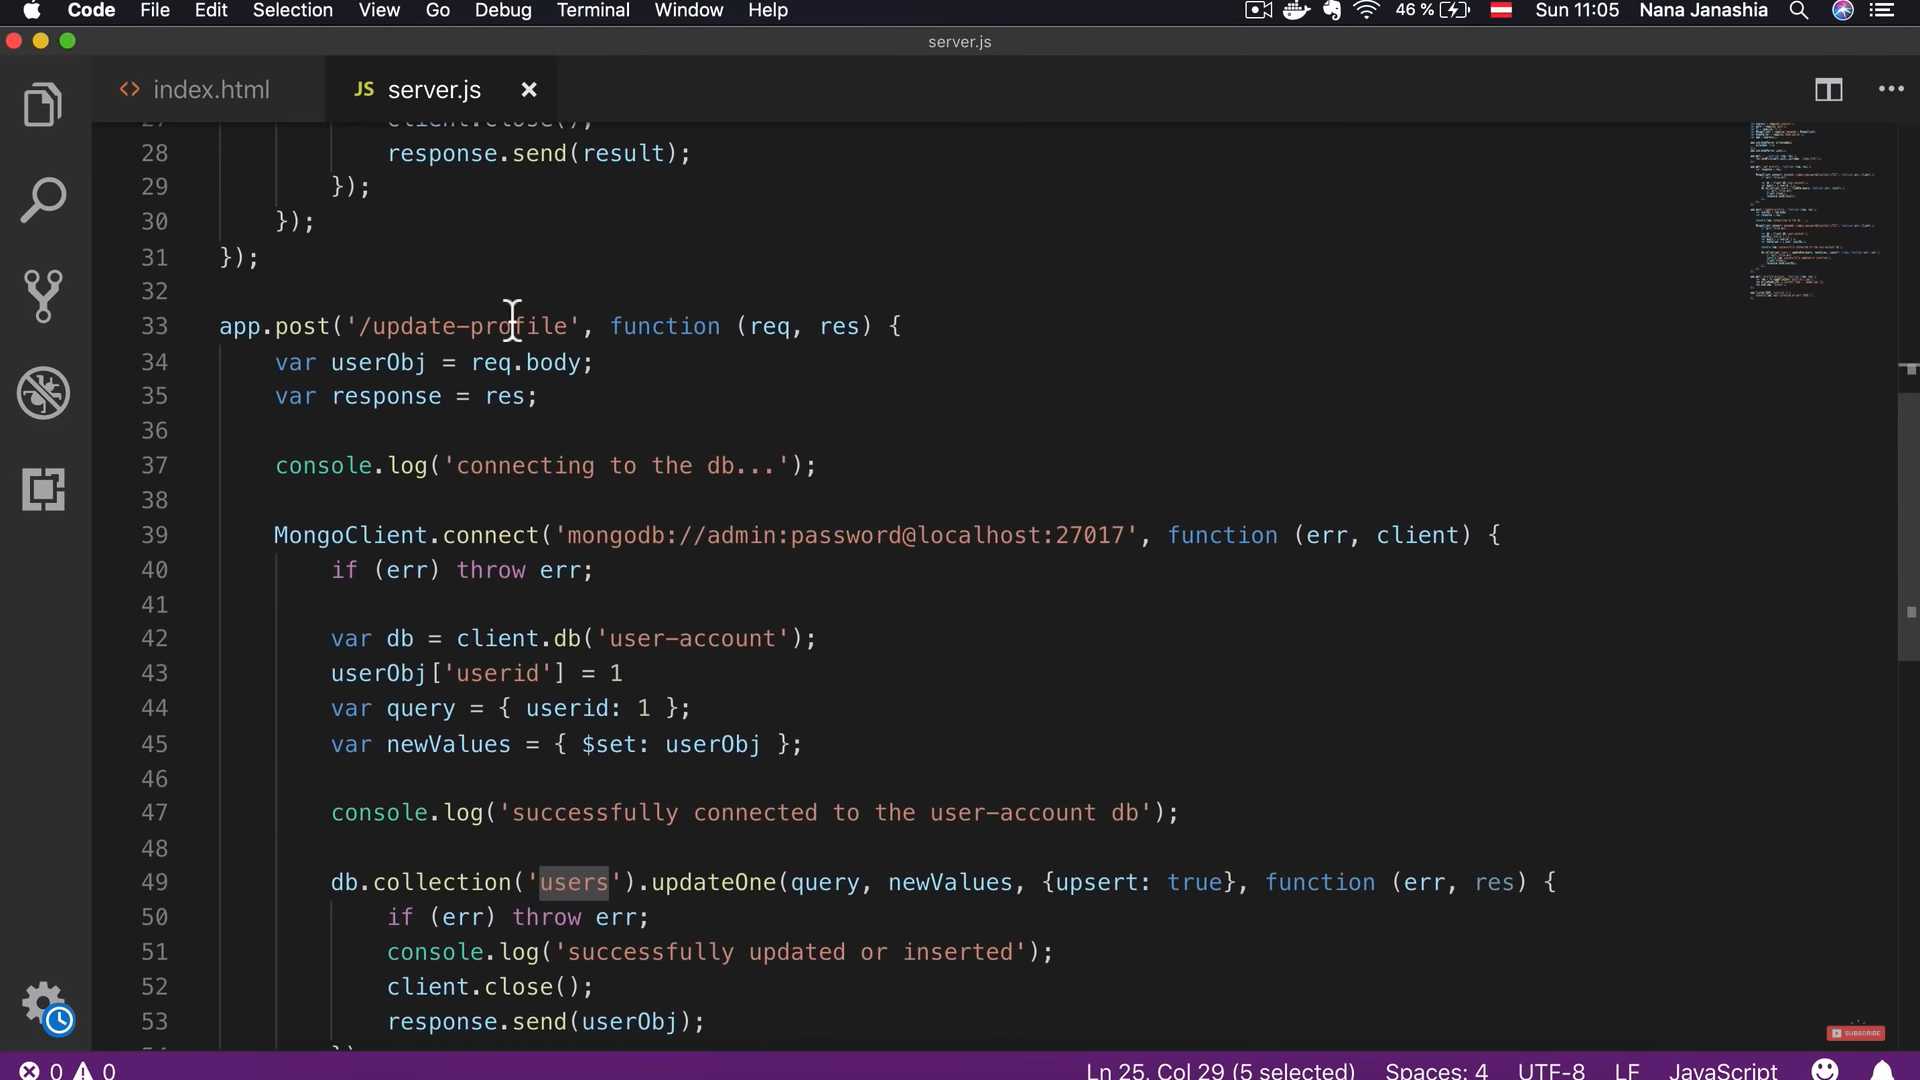 Code File Edit Selection View Go Debug Terminal Window Help 46 % Sun 11:05 Nana Janashia
server.js
index.html JS server.js
27 client.close();
28 response.send(result);
29 });
30 });
31 });
32
33 app.post('/update-profile', function (req, res) {
34 var userObj = req.body;
35 var response = res;
36
37 console.log('connecting to the db...');
38
39 MongoClient.connect('mongodb://admin:password@localhost:27017', function (err, client) {
40 if (err) throw err;
41
42 var db = client.db('user-account');
43 userObj['userid'] = 1
44 var query = { userid: 1 };
45 var newValues = { $set: userObj };
46
47 console.log('successfully connected to the user-account db');
48
49 db.collection('users').updateOne(query, newValues, {upsert: true}, function (err, res) {
50 if (err) throw err;
51 console.log('successfully updated or inserted');
52 client.close();
53 response.send(userObj);
SUBSCRIBE
0 0 Ln 25, Col 29 (5 selected) Spaces: 4 UTF-8 LF JavaScript